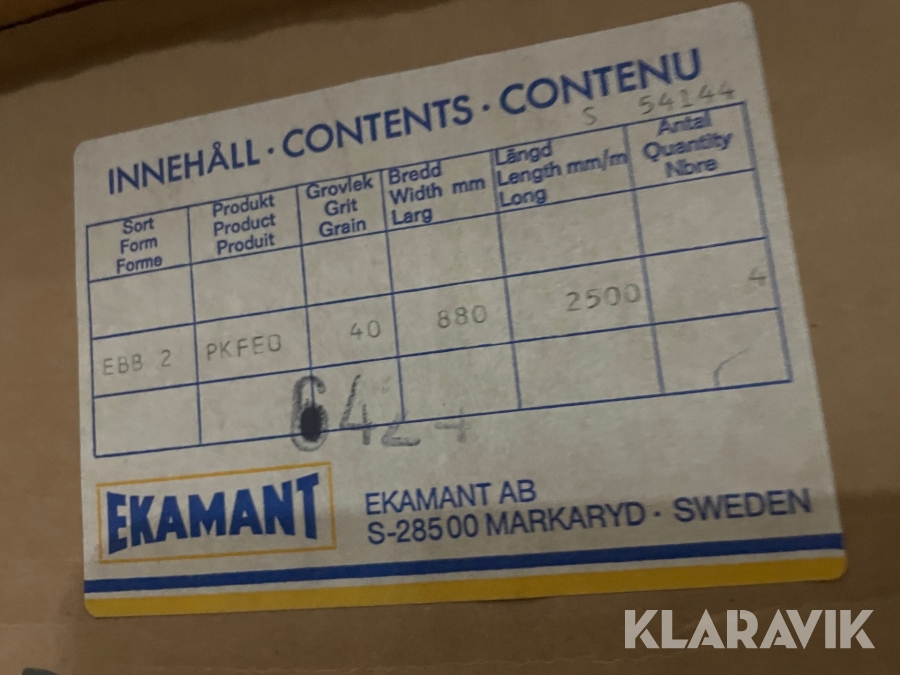 INNEHÅLL · CONTENTS · CONTENU
S 54144
Sort
Form
Forme
Produkt
Product
Produit
Grovlek
Grit
Grain
Bredd
Width mm
Larg
Längd
Length mm/m
Long
Antal
Quantity
Nbre
EBB 2 PKFEO 40 880 2500 4
EKAMANT
EKAMANT AB
S-28500 MARKARYD · SWEDEN
KLARAVIK